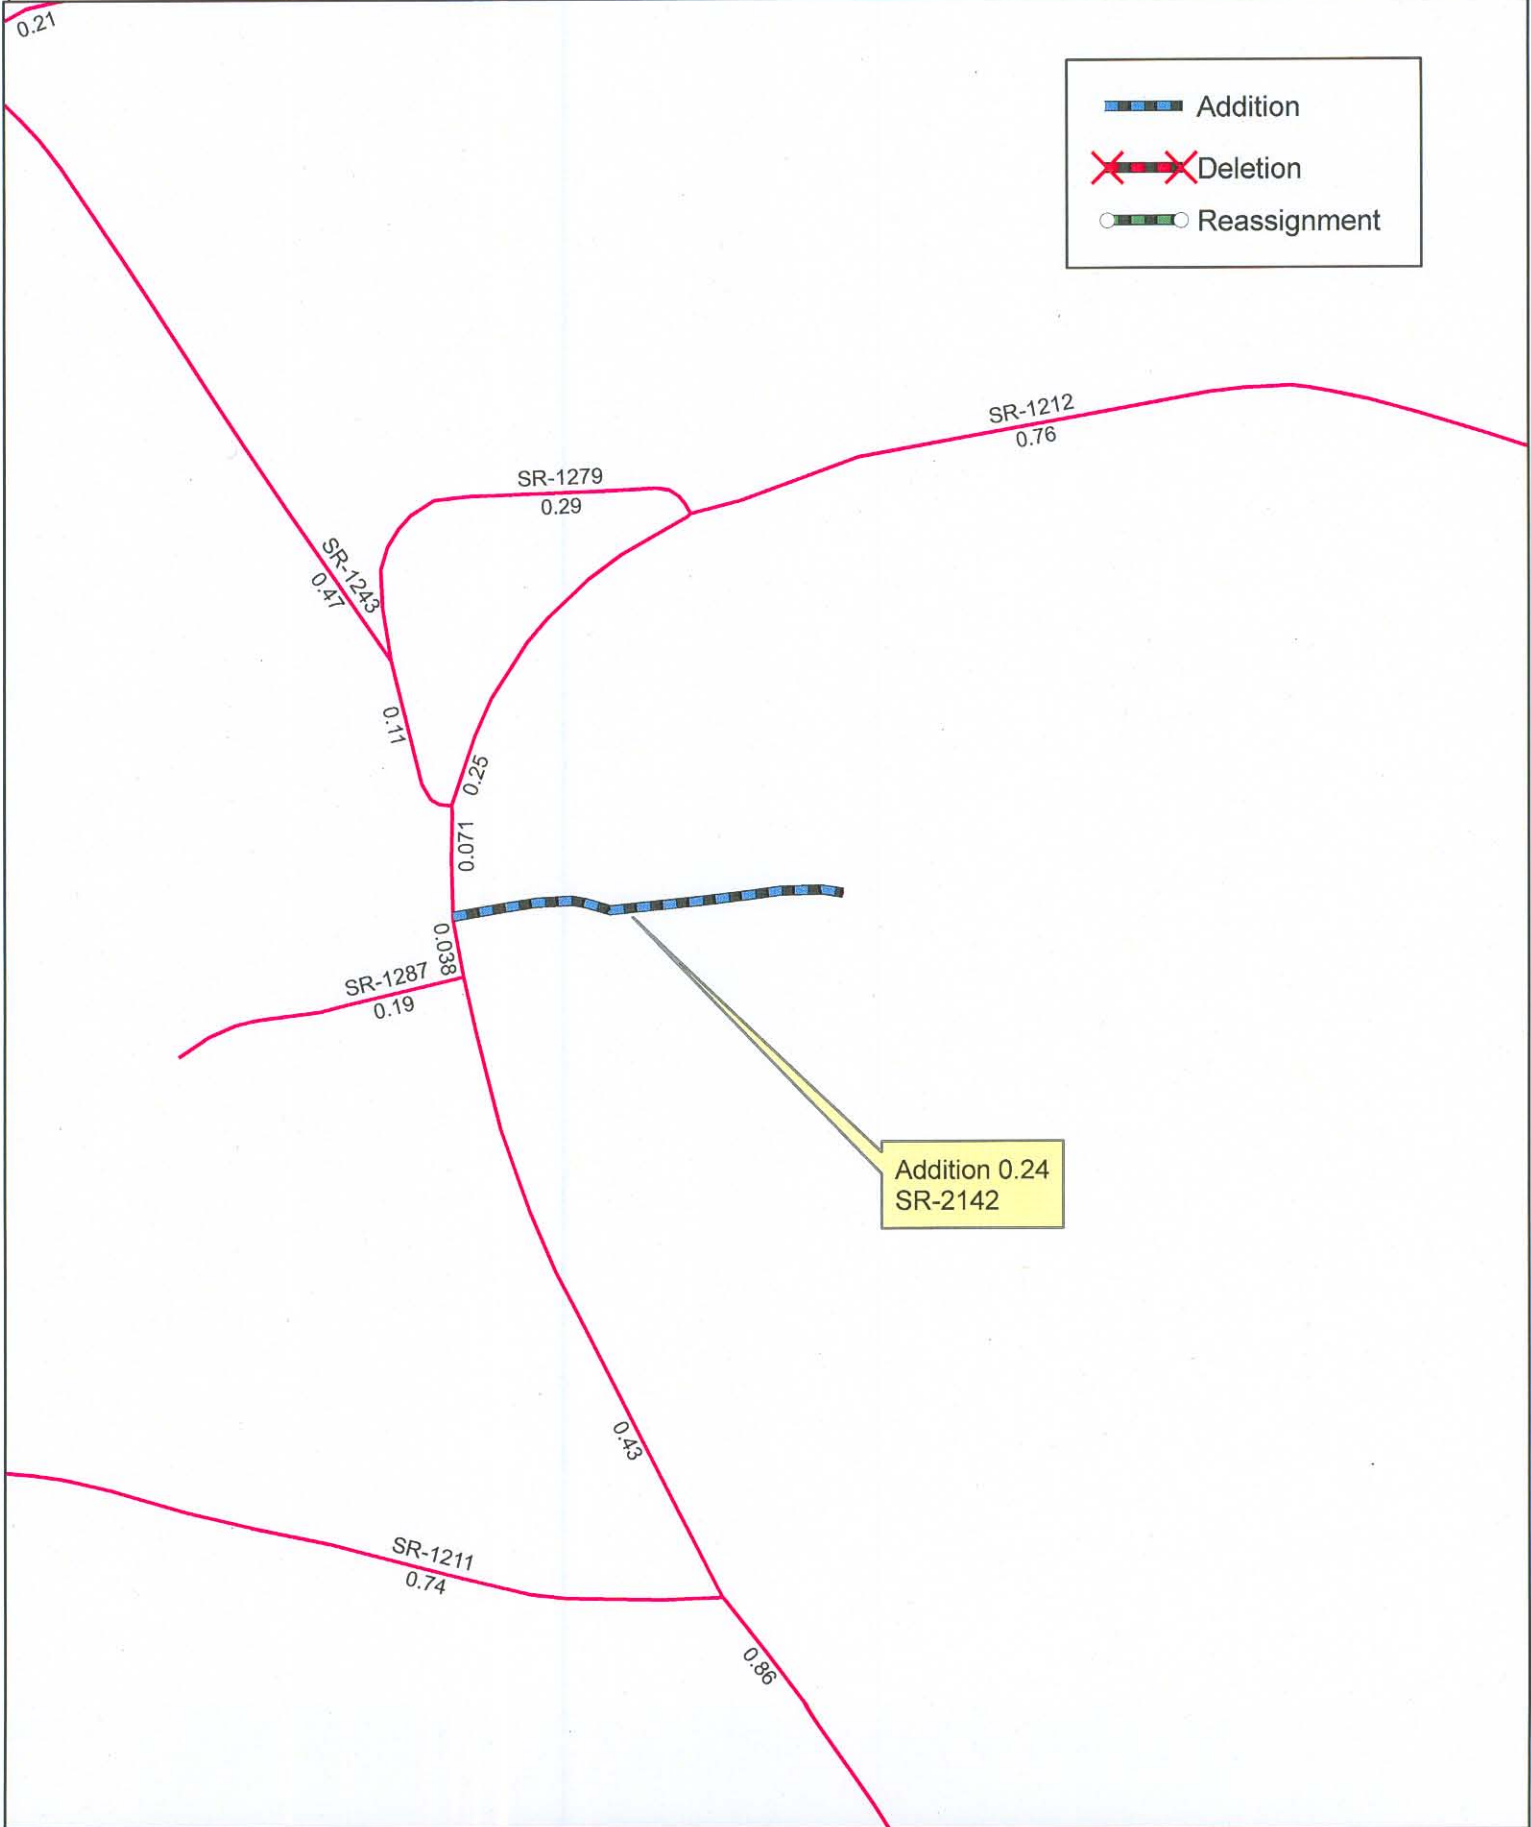 0.21
Addition
Deletion
Reassignment
SR-1212
0.76
SR-1279
0.29
SR-1243
0.47
0.11
0.25
0.071
0.038
SR-1287
0.19
Addition 0.24
SR-2142
0.43
SR-1211
0.74
0.86